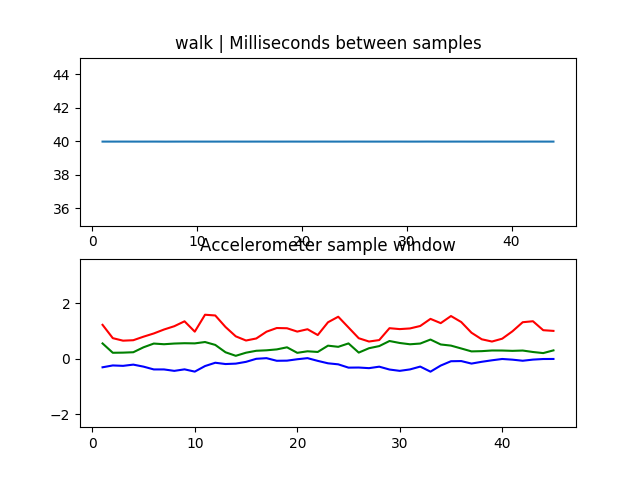 walk | Milliseconds between samples
44
42
40
38
36
0 10 20 30 40
Accelerometer sample window
2
0
−2
0 10 20 30 40